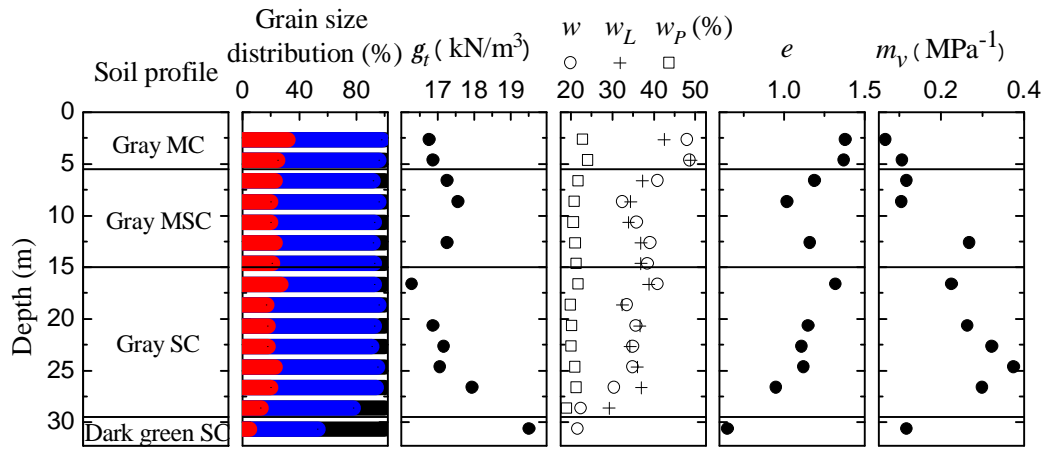 Grain size
distribution (%)
Soil profile
0 40 80
g_t ( kN/m³)
17 18 19
w w_L w_P (%)
20 30 40 50
e
1.0 1.5
m_v (MPa⁻¹)
0.2 0.4
Depth (m)
0
5
10
15
20
25
30
Gray MC
Gray MSC
Gray SC
Dark green SC